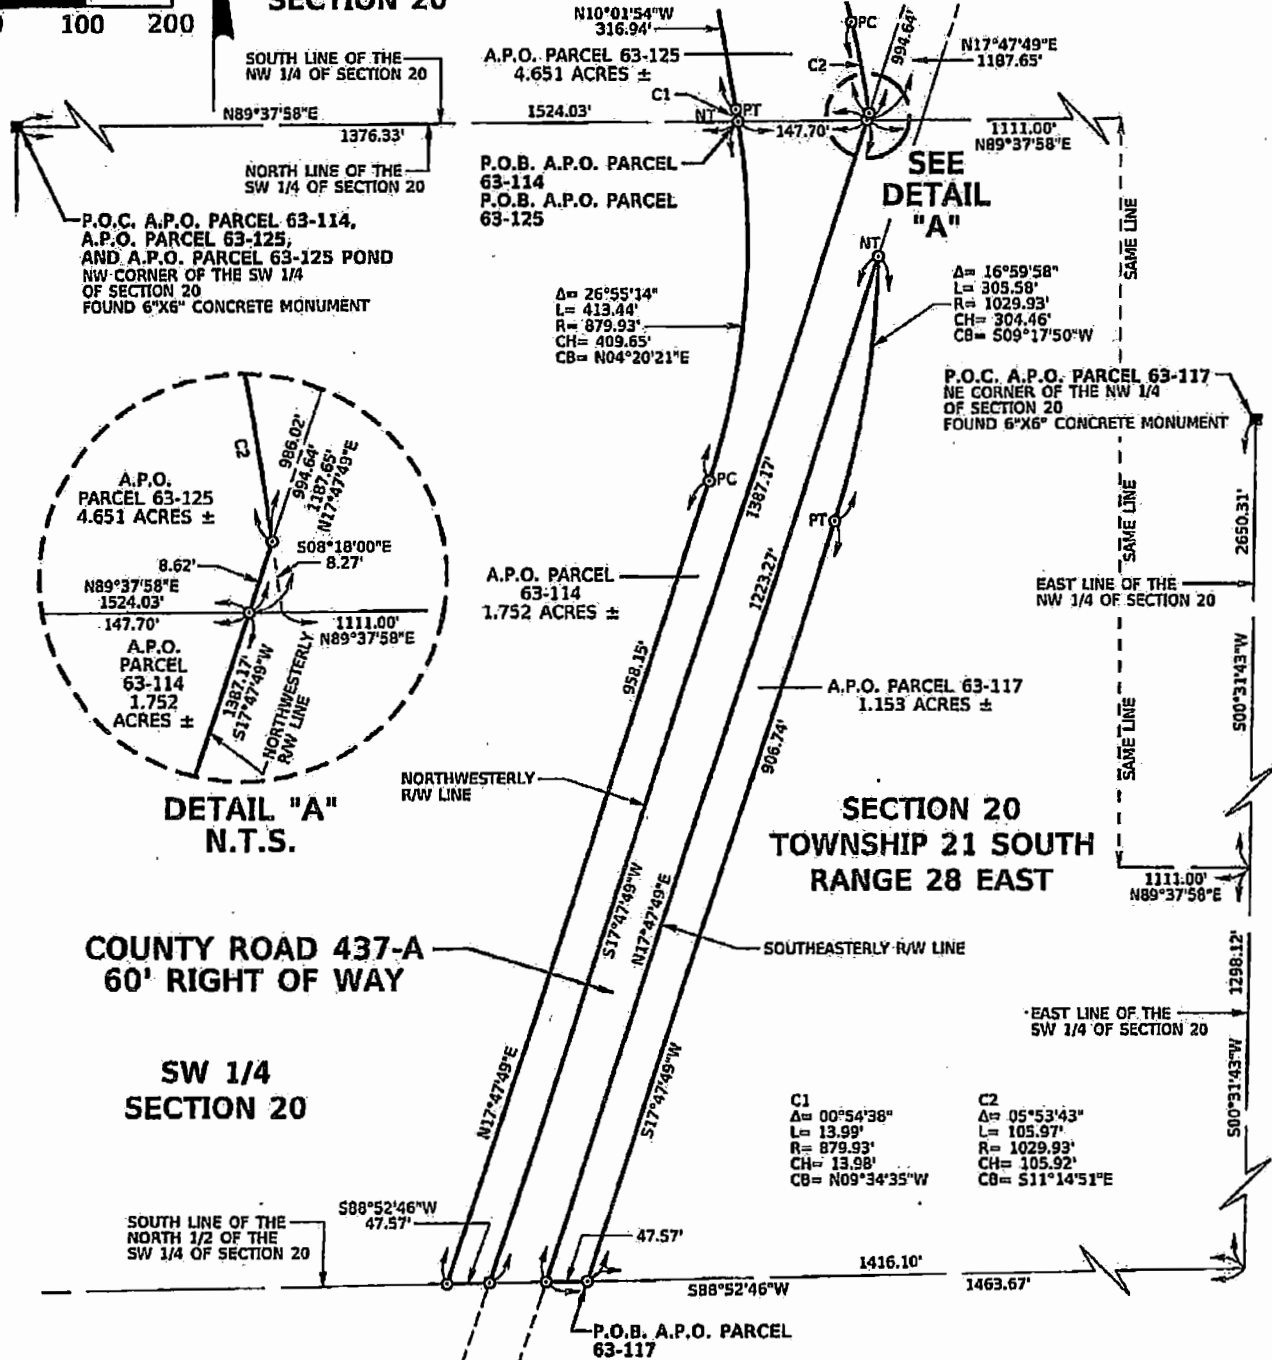 SECTION 20
100 200
N10°01'54"W
316.94'
SOUTH LINE OF THE
NW 1/4 OF SECTION 20
A.P.O. PARCEL 63-125
4.651 ACRES ±
PC
C2
994.64'
N17°47'49"E
1187.65'
C1
NT
PT
N89°37'58"E
1376.33'
1524.03'
147.70'
1111.00'
N89°37'58"E
NORTH LINE OF THE
SW 1/4 OF SECTION 20
P.O.B. A.P.O. PARCEL
63-114
P.O.B. A.P.O. PARCEL
63-125
SEE
DETAIL
"A"
P.O.C. A.P.O. PARCEL 63-114,
A.P.O. PARCEL 63-125,
AND A.P.O. PARCEL 63-125 POND
NW CORNER OF THE SW 1/4
OF SECTION 20
FOUND 6"X6" CONCRETE MONUMENT
NT
SAME LINE
Δ= 26°55'14"
L= 413.44'
R= 879.93'
CH= 409.65'
CB= N04°20'21"E
Δ= 16°59'58"
L= 305.58'
R= 1029.93'
CH= 304.46'
CB= S09°17'50"W
P.O.C. A.P.O. PARCEL 63-117
NE CORNER OF THE NW 1/4
OF SECTION 20
FOUND 6"X6" CONCRETE MONUMENT
C2
986.02'
994.64'
1187.65'
N17°47'49"E
A.P.O.
PARCEL 63-125
4.651 ACRES ±
S08°18'00"E
8.27'
8.62'
N89°37'58"E
1524.03'
147.70'
1111.00'
N89°37'58"E
A.P.O.
PARCEL
63-114
1.752
ACRES ±
1387.17'
S17°47'49"W
NORTHWESTERLY
R/W LINE
DETAIL "A"
N.T.S.
PC
PT
1387.17'
1223.27'
SAME LINE
2650.31'
A.P.O. PARCEL
63-114
1.752 ACRES ±
EAST LINE OF THE
NW 1/4 OF SECTION 20
958.15'
A.P.O. PARCEL 63-117
1.153 ACRES ±
906.74'
S00°31'43"W
SAME LINE
NORTHWESTERLY
R/W LINE
SECTION 20
TOWNSHIP 21 SOUTH
RANGE 28 EAST
1111.00'
N89°37'58"E
S17°47'49"W
N17°47'49"E
SOUTHEASTERLY R/W LINE
COUNTY ROAD 437-A
60' RIGHT OF WAY
1298.12'
EAST LINE OF THE
SW 1/4 OF SECTION 20
SW 1/4
SECTION 20
N17°47'49"E
S17°47'49"W
S00°31'43"W
C1
Δ= 00°54'38"
L= 13.99'
R= 879.93'
CH= 13.98'
CB= N09°34'35"W
C2
Δ= 05°53'43"
L= 105.97'
R= 1029.93'
CH= 105.92'
CB= S11°14'51"E
SOUTH LINE OF THE
NORTH 1/2 OF THE
SW 1/4 OF SECTION 20
S88°52'46"W
47.57'
47.57'
1416.10'
S88°52'46"W
1463.67'
P.O.B. A.P.O. PARCEL
63-117